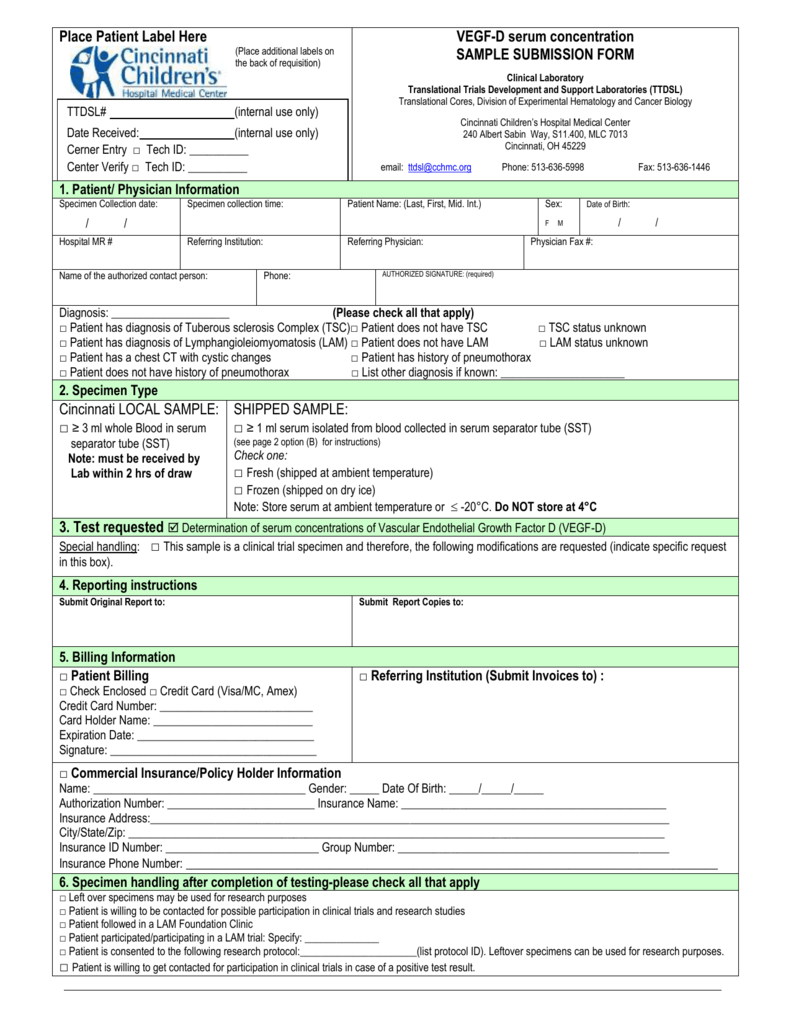 Place Patient Label Here
Cincinnati
Children's
Hospital Medical Center
(Place additional labels on
the back of requisition)
TTDSL# ____________________(internal use only)
Date Received:_______________(internal use only)
Cerner Entry □ Tech ID: __________
Center Verify □ Tech ID: __________
VEGF-D serum concentration
SAMPLE SUBMISSION FORM
Clinical Laboratory
Translational Trials Development and Support Laboratories (TTDSL)
Translational Cores, Division of Experimental Hematology and Cancer Biology
Cincinnati Children's Hospital Medical Center
240 Albert Sabin Way, S11.400, MLC 7013
Cincinnati, OH 45229
email: ttdsl@cchmc.org Phone: 513-636-5998 Fax: 513-636-1446
1. Patient/ Physician Information
Specimen Collection date: Specimen collection time: Patient Name: (Last, First, Mid. Int.) Sex: Date of Birth:
/ / F M / /
Hospital MR # Referring Institution: Referring Physician: Physician Fax #:
Name of the authorized contact person: Phone: AUTHORIZED SIGNATURE: (required)
Diagnosis: ____________________ (Please check all that apply)
□ Patient has diagnosis of Tuberous sclerosis Complex (TSC)□ Patient does not have TSC □ TSC status unknown
□ Patient has diagnosis of Lymphangioleiomyomatosis (LAM) □ Patient does not have LAM □ LAM status unknown
□ Patient has a chest CT with cystic changes □ Patient has history of pneumothorax
□ Patient does not have history of pneumothorax □ List other diagnosis if known: _____________________
2. Specimen Type
Cincinnati LOCAL SAMPLE:
□ ≥ 3 ml whole Blood in serum
separator tube (SST)
Note: must be received by
Lab within 2 hrs of draw
SHIPPED SAMPLE:
□ ≥ 1 ml serum isolated from blood collected in serum separator tube (SST)
(see page 2 option (B) for instructions)
Check one:
□ Fresh (shipped at ambient temperature)
□ Frozen (shipped on dry ice)
Note: Store serum at ambient temperature or ≤ -20°C. Do NOT store at 4°C
3. Test requested ☑ Determination of serum concentrations of Vascular Endothelial Growth Factor D (VEGF-D)
Special handling: □ This sample is a clinical trial specimen and therefore, the following modifications are requested (indicate specific request
in this box).
4. Reporting instructions
Submit Original Report to: Submit Report Copies to:
5. Billing Information
□ Patient Billing
□ Check Enclosed □ Credit Card (Visa/MC, Amex)
Credit Card Number: __________________________
Card Holder Name: ___________________________
Expiration Date: ______________________________
Signature: ___________________________________
□ Referring Institution (Submit Invoices to) :
□ Commercial Insurance/Policy Holder Information
Name: ____________________________________ Gender: _____ Date Of Birth: _____/_____/_____
Authorization Number: _________________________ Insurance Name: _____________________________________________
Insurance Address:________________________________________________________________________________
City/State/Zip: ____________________________________________________________________________________
Insurance ID Number: __________________________ Group Number: ______________________________________________
Insurance Phone Number: ____________________________________________________________________________________
6. Specimen handling after completion of testing-please check all that apply
□ Left over specimens may be used for research purposes
□ Patient is willing to be contacted for possible participation in clinical trials and research studies
□ Patient followed in a LAM Foundation Clinic
□ Patient participated/participating in a LAM trial: Specify: ______________
□ Patient is consented to the following research protocol:______________________(list protocol ID). Leftover specimens can be used for research purposes.
□ Patient is willing to get contacted for participation in clinical trials in case of a positive test result.